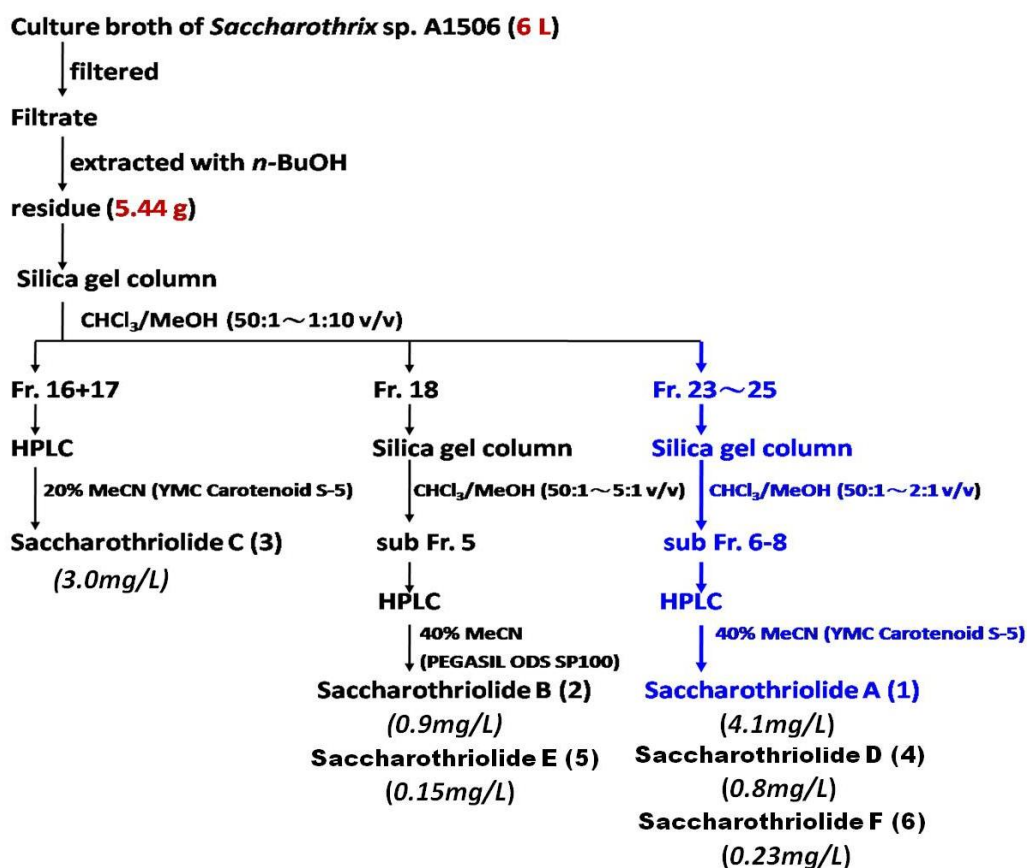 Culture broth of Saccharothrix sp. A1506 (6 L)
filtered
Filtrate
extracted with n-BuOH
residue (5.44 g)
Silica gel column
CHCl₃/MeOH (50:1～1:10 v/v)
Fr. 16+17
HPLC
20% MeCN (YMC Carotenoid S-5)
Saccharothriolide C (3)
(3.0mg/L)
Fr. 18
Silica gel column
CHCl₃/MeOH (50:1～5:1 v/v)
sub Fr. 5
HPLC
40% MeCN
(PEGASIL ODS SP100)
Saccharothriolide B (2)
(0.9mg/L)
Saccharothriolide E (5)
(0.15mg/L)
Fr. 23～25
Silica gel column
CHCl₃/MeOH (50:1～2:1 v/v)
sub Fr. 6-8
HPLC
40% MeCN (YMC Carotenoid S-5)
Saccharothriolide A (1)
(4.1mg/L)
Saccharothriolide D (4)
(0.8mg/L)
Saccharothriolide F (6)
(0.23mg/L)